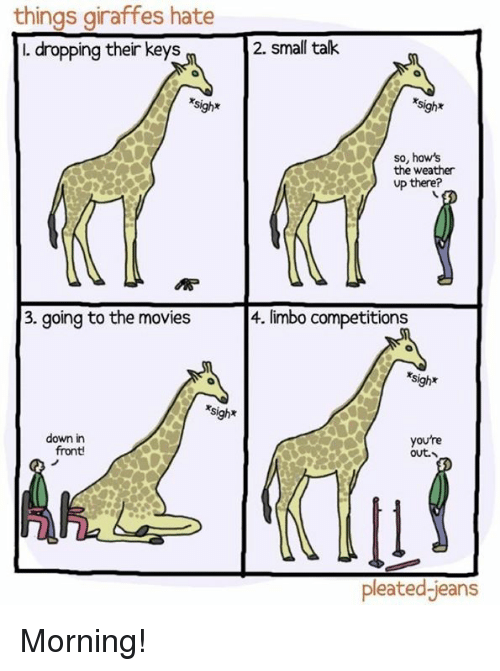 things giraffes hate
1. dropping their keys
*sigh*
2. small talk
*sigh*
so, how's
the weather
up there?
3. going to the movies
*sigh*
down in
front!
4. limbo competitions
*sigh*
you're
out.
pleated-jeans
Morning!